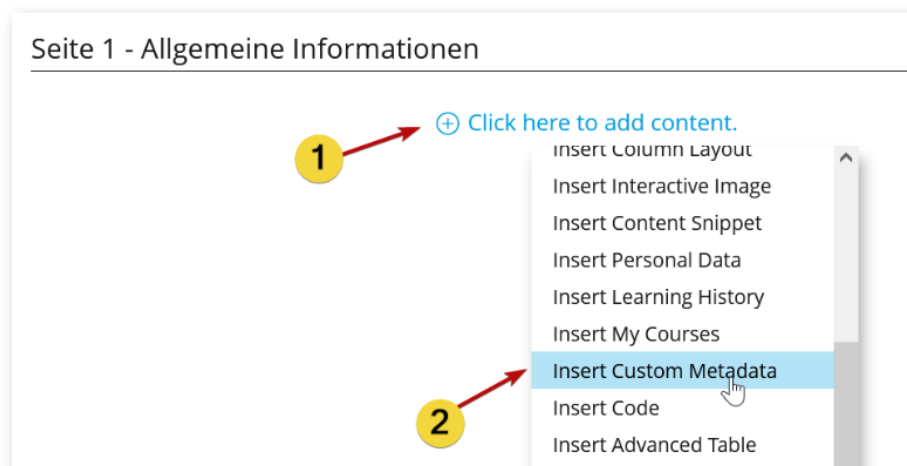 Seite 1 - Allgemeine Informationen
Click here to add content.
1
Insert Column Layout
Insert Interactive Image
Insert Content Snippet
Insert Personal Data
Insert Learning History
Insert My Courses
Insert Custom Metadata
2
Insert Code
Insert Advanced Table